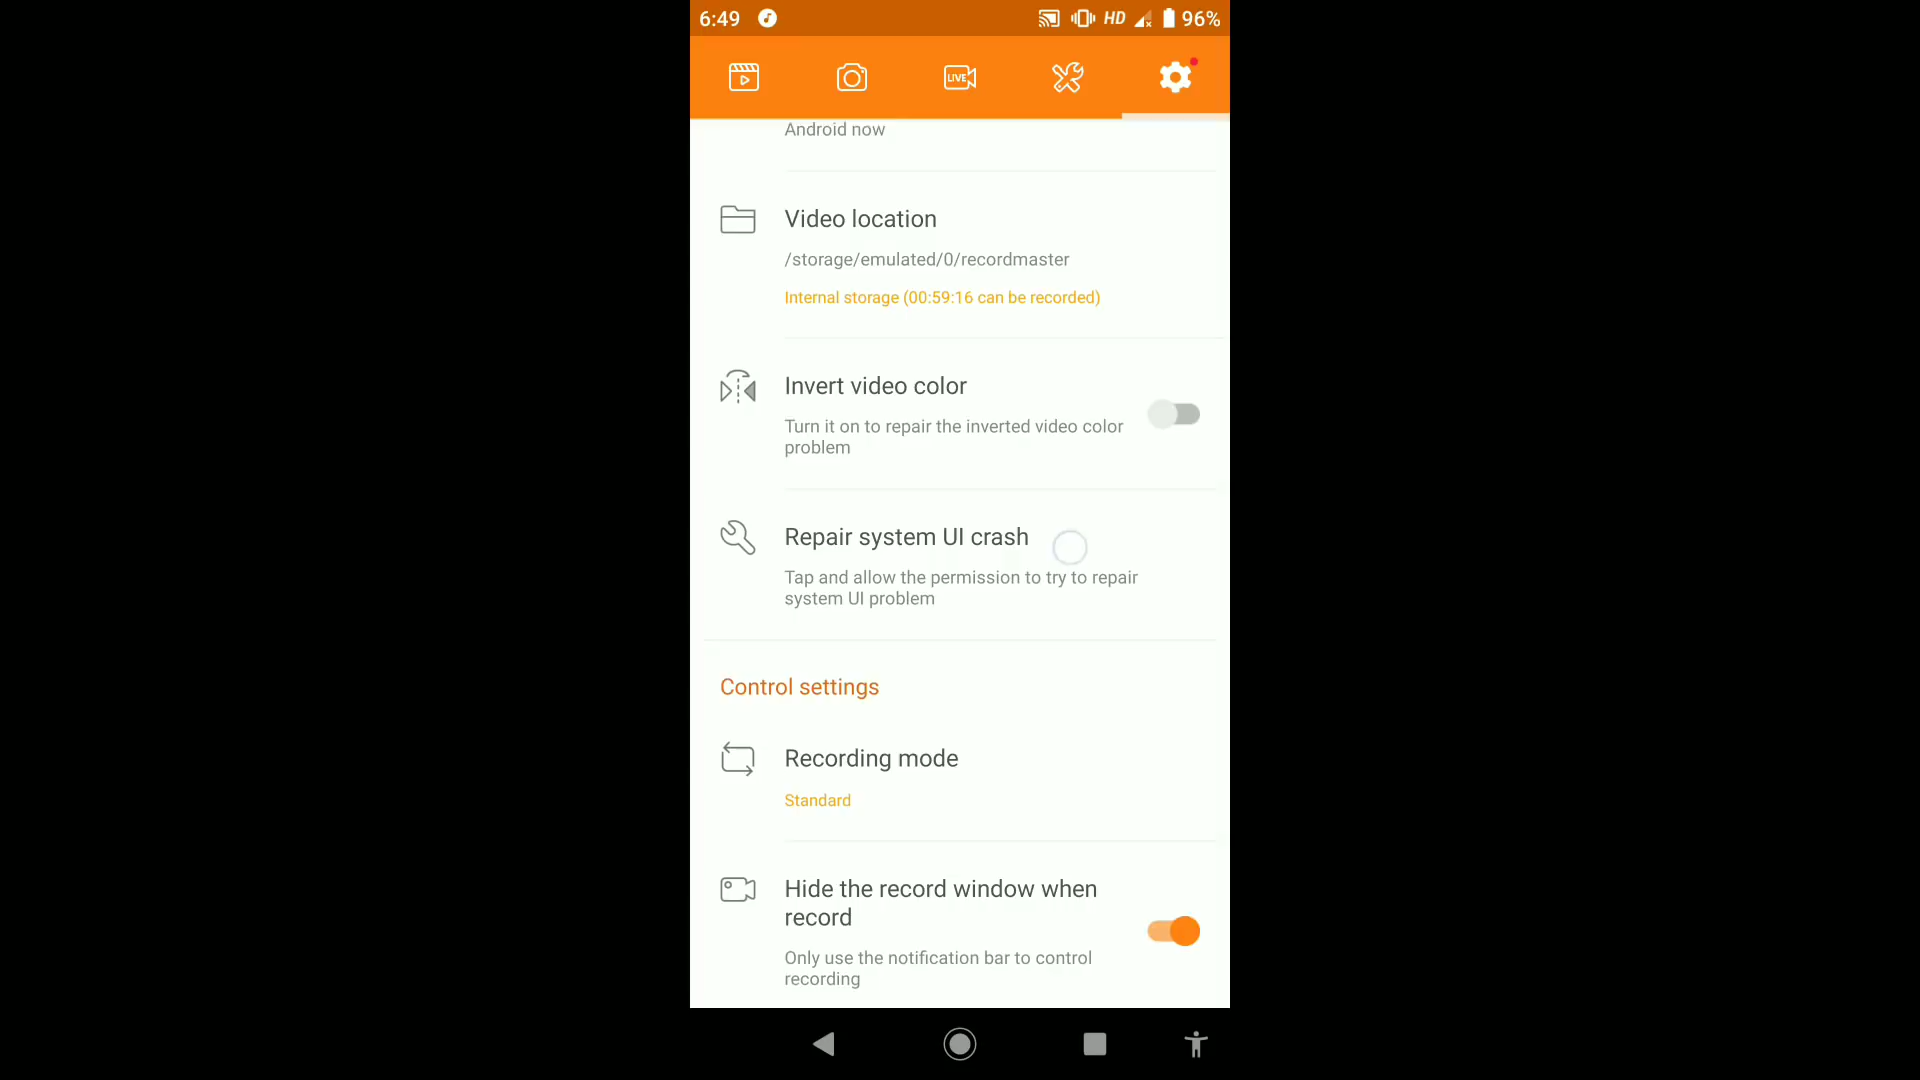 6:49
HD
96%
LIVE
Android now
Video location
/storage/emulated/0/recordmaster
Internal storage (00:59:16 can be recorded)
Invert video color
Turn it on to repair the inverted video color
problem
Repair system UI crash
Tap and allow the permission to try to repair
system UI problem
Control settings
Recording mode
Standard
Hide the record window when
record
Only use the notification bar to control
recording